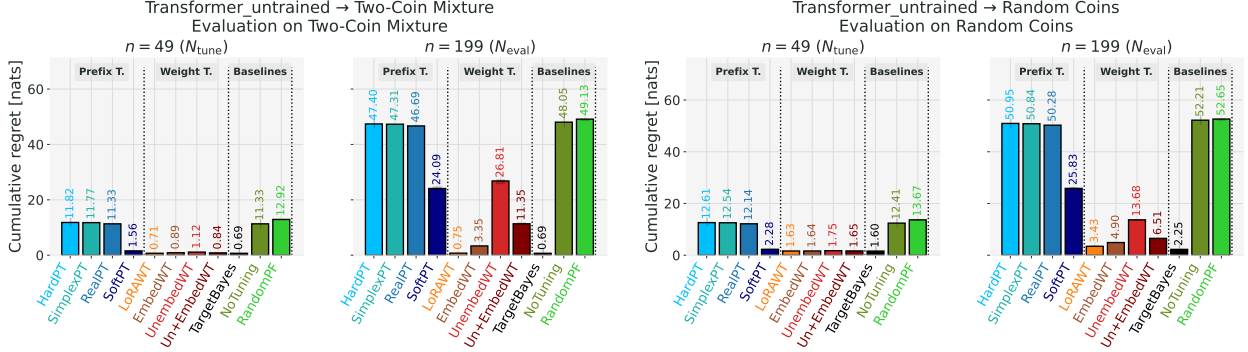 Transformer_untrained → Two-Coin Mixture
Evaluation on Two-Coin Mixture
n = 49 (N_tune)
n = 199 (N_eval)
Cumulative regret [nats]
60
40
20
0
Prefix T.
Weight T.
Baselines
11.82
11.77
11.33
1.56
0.71
0.89
1.12
0.84
0.69
11.33
12.92
HardPT
SimplexPT
RealPT
SoftPT
LoRAWT
EmbedWT
UnembedWT
Un+EmbedWT
TargetBayes
NoTuning
RandomPF
Prefix T.
Weight T.
Baselines
47.40
47.31
46.69
24.09
0.75
3.35
26.81
11.35
0.69
48.05
49.13
HardPT
SimplexPT
RealPT
SoftPT
LoRAWT
EmbedWT
UnembedWT
Un+EmbedWT
TargetBayes
NoTuning
RandomPF
Transformer_untrained → Random Coins
Evaluation on Random Coins
n = 49 (N_tune)
n = 199 (N_eval)
Cumulative regret [nats]
60
40
20
0
Prefix T.
Weight T.
Baselines
12.61
12.54
12.14
2.28
1.63
1.64
1.75
1.65
1.60
12.41
13.67
HardPT
SimplexPT
RealPT
SoftPT
LoRAWT
EmbedWT
UnembedWT
Un+EmbedWT
TargetBayes
NoTuning
RandomPF
Prefix T.
Weight T.
Baselines
50.95
50.84
50.28
25.83
3.43
4.90
13.68
6.51
2.25
52.21
52.65
HardPT
SimplexPT
RealPT
SoftPT
LoRAWT
EmbedWT
UnembedWT
Un+EmbedWT
TargetBayes
NoTuning
RandomPF